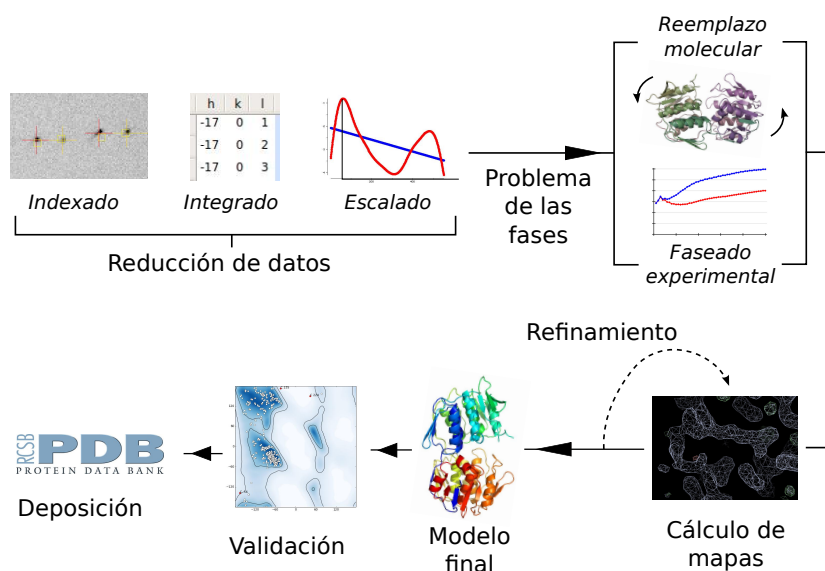 Reemplazo
molecular
h k l
-17 0 1
-17 0 2
-17 0 3
Indexado
Integrado
Escalado
Reducción de datos
Problema
de las
fases
Faseado
experimental
Refinamiento
RCSB
PDB
PROTEIN DATA BANK
Deposición
Validación
Modelo
final
Cálculo de
mapas